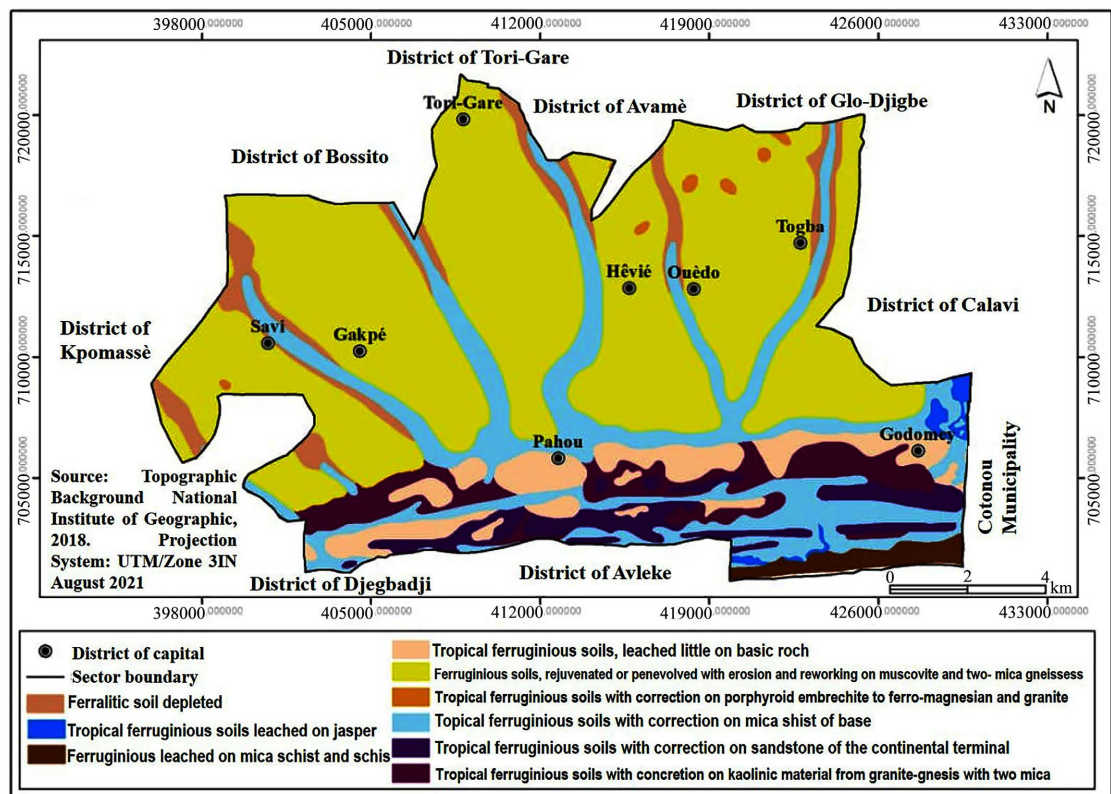 398000.000000 405000.000000 412000.000000 419000.000000 426000.000000 433000.000000
District of Tori-Gare
Tori-Gare
District of Avamè
District of Glo-Djigbe
N
District of Bossito
Togba
Hêvié
Ouèdo
District of Calavi
District of
Kpomassè
Savi
Gakpé
Pahou
Godomey
Cotonou
Municipality
720000.000000
715000.000000
710000.000000
705000.000000
720000.000000
715000.000000
710000.000000
705000.000000
Source: Topographic
Background National
Institute of Geographic,
2018. Projection
System: UTM/Zone 3IN
August 2021
District of Djegbadji
District of Avleke
0 2 4
km
398000.000000 405000.000000 412000.000000 419000.000000 426000.000000 433000.000000
District of capital
Sector boundary
Ferralitic soil depleted
Tropical ferruginious soils leached on jasper
Ferruginious leached on mica schist and schis
Tropical ferruginious soils, leached little on basic roch
Ferruginious soils, rejuvenated or penevolved with erosion and reworking on muscovite and two- mica gneissess
Tropical ferruginious soils with correction on porphyroid embrechite to ferro-magnesian and granite
Topical ferruginious soils with correction on mica shist of base
Tropical ferruginious soils with correction on sandstone of the continental terminal
Tropical ferruginious soils with concretion on kaolinic material from granite-gnesis with two mica